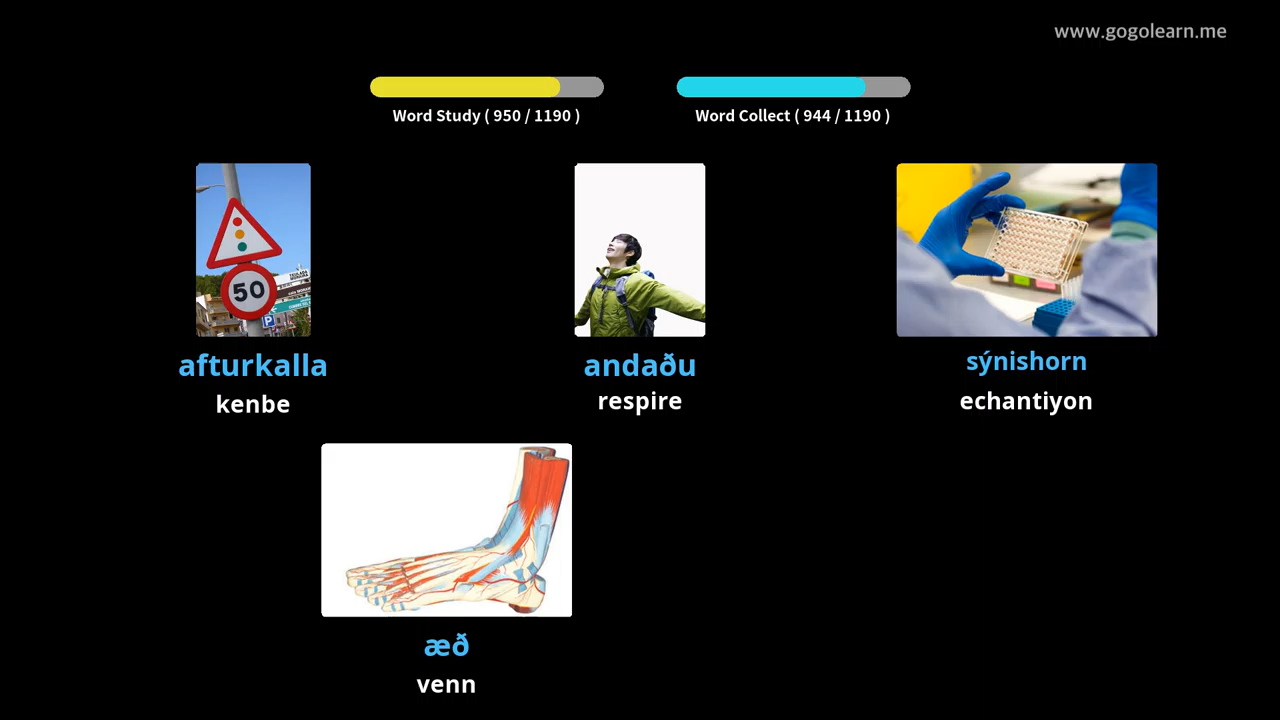 www.gogolearn.me
Word Study ( 950 / 1190 )
Word Collect ( 944 / 1190 )
50
P
afturkalla
kenbe
andaðu
respire
sýnishorn
echantiyon
æð
venn